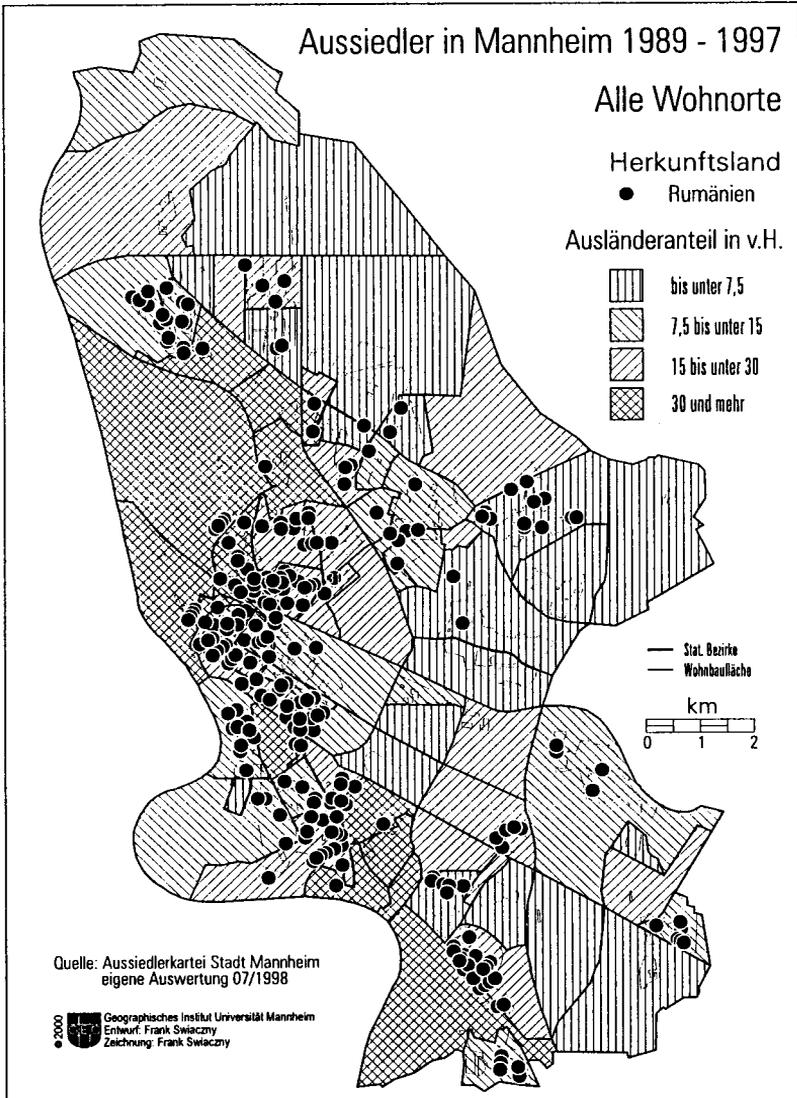 Aussiedler in Mannheim 1989 - 1997
Alle Wohnorte
Herkunftsland
Rumänien
Ausländeranteil in v.H.
bis unter 7,5
7,5 bis unter 15
15 bis unter 30
30 und mehr
Stat. Bezirke
Wohnbaufläche
km
0 1 2
Quelle: Aussiedlerkartei Stadt Mannheim
eigene Auswertung 07/1998
© 2000
Geographisches Institut Universität Mannheim
Entwurf: Frank Swiaczny
Zeichnung: Frank Swiaczny